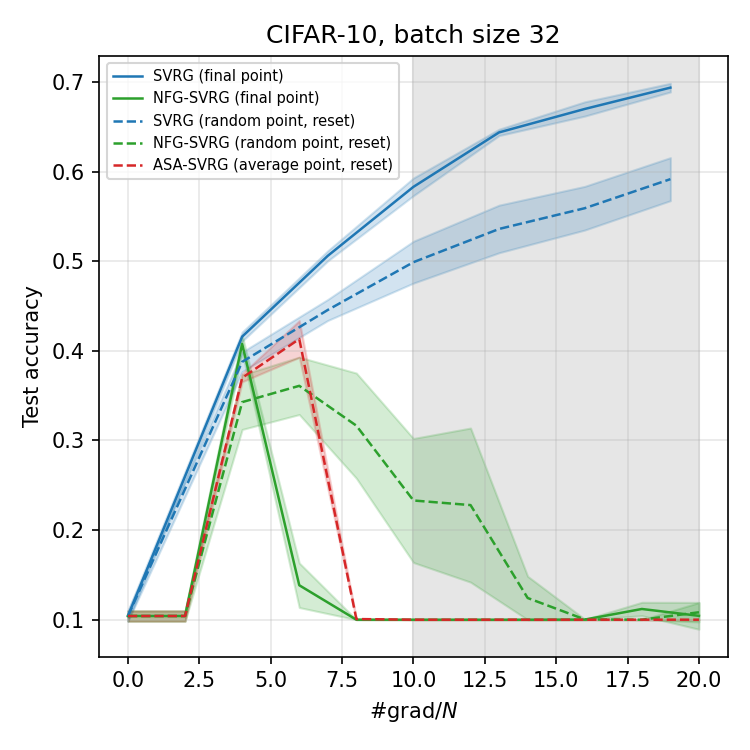 CIFAR-10, batch size 32
SVRG (final point)
NFG-SVRG (final point)
SVRG (random point, reset)
NFG-SVRG (random point, reset)
ASA-SVRG (average point, reset)
0.7
0.6
0.5
0.4
0.3
0.2
0.1
Test accuracy
0.0 2.5 5.0 7.5 10.0 12.5 15.0 17.5 20.0
#grad/N